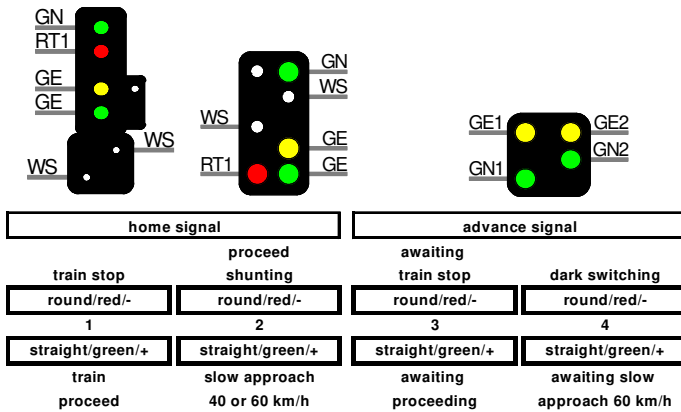 GN
RT1
GE
GE
WS
WS
GN
WS
WS
GE
RT1
GE
GE1
GE2
GN2
GN1
home signal
advance signal
proceed
awaiting
train stop
shunting
train stop
dark switching
round/red/-
round/red/-
round/red/-
round/red/-
1
2
3
4
straight/green/+
straight/green/+
straight/green/+
straight/green/+
train
slow approach
awaiting
awaiting slow
proceed
40 or 60 km/h
proceeding
approach 60 km/h